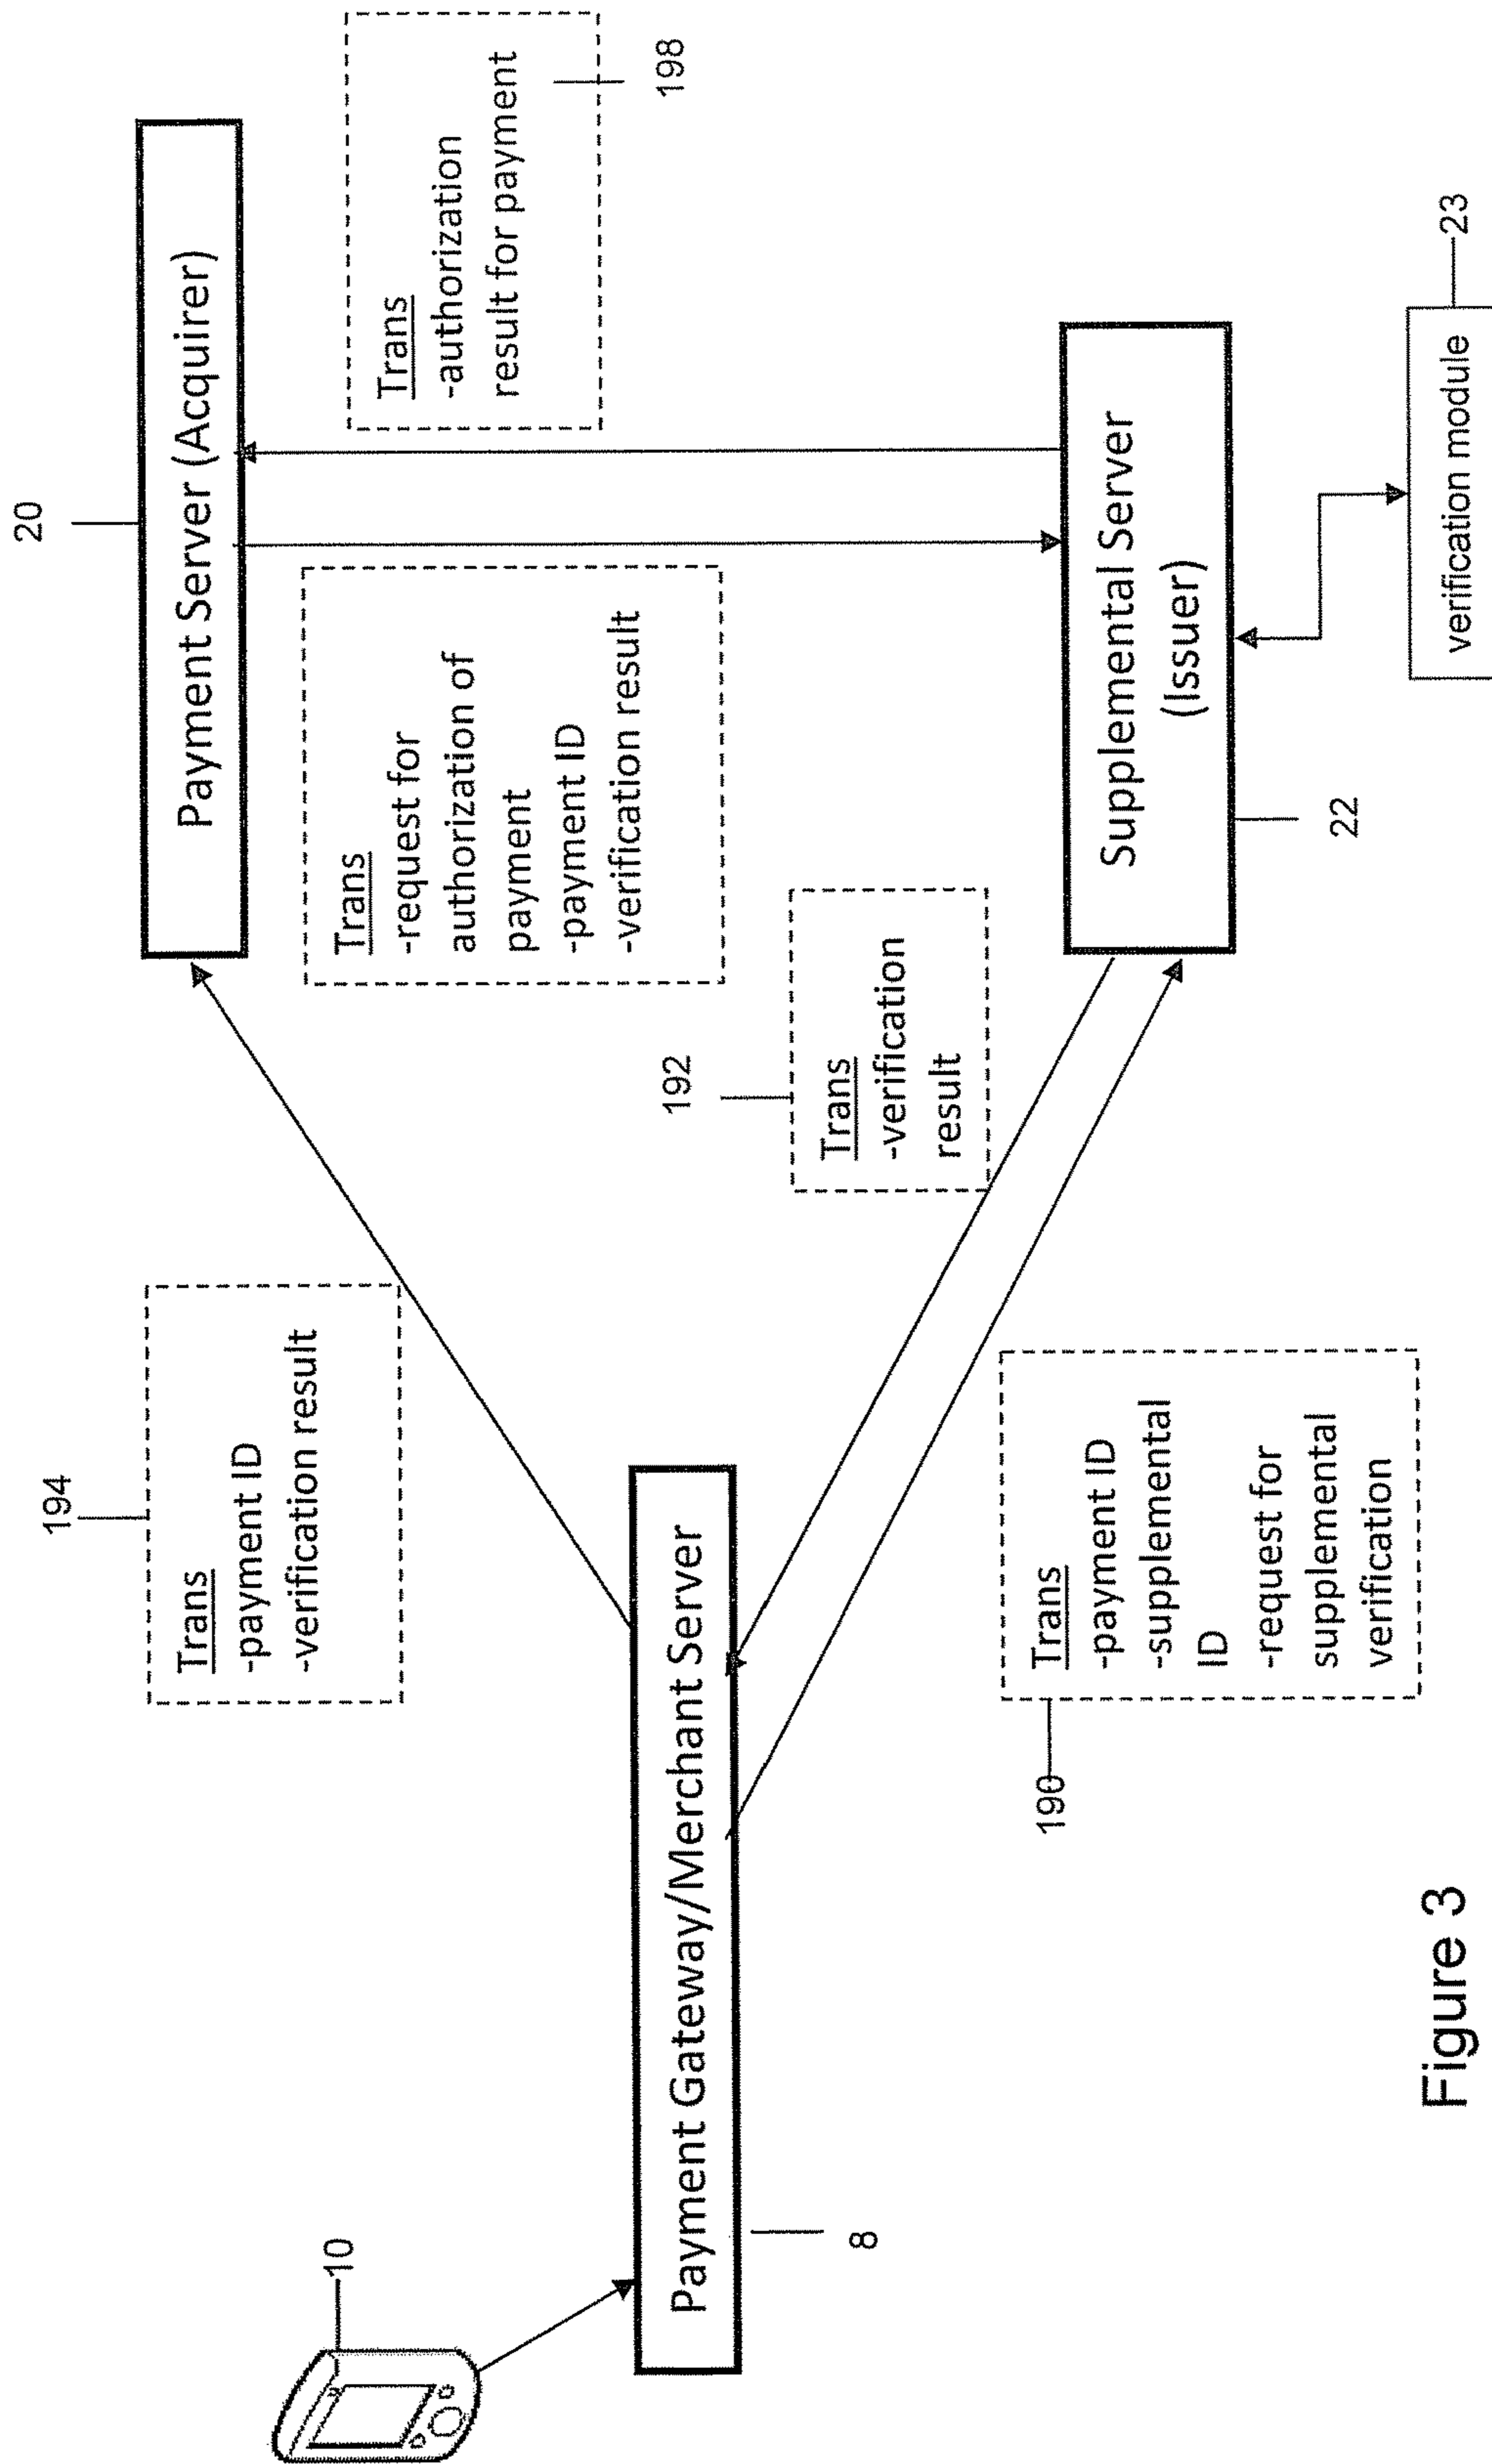 10
Payment Gateway/Merchant Server
8
194
Trans
-payment ID
-verification result
190
Trans
-payment ID
-supplemental
ID
-request for
supplemental
verification
192
Trans
-verification
result
20
Payment Server (Acquirer)
Trans
-request for
authorization of
payment
-payment ID
-verification result
Trans
-authorization
result for payment
198
Supplemental Server
(Issuer)
22
verification module
23
Figure 3